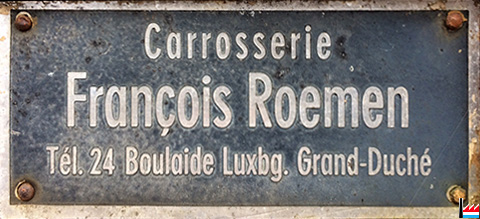 Carrosserie
François Roemen
Tél. 24 Boulaide Luxbg. Grand-Duché